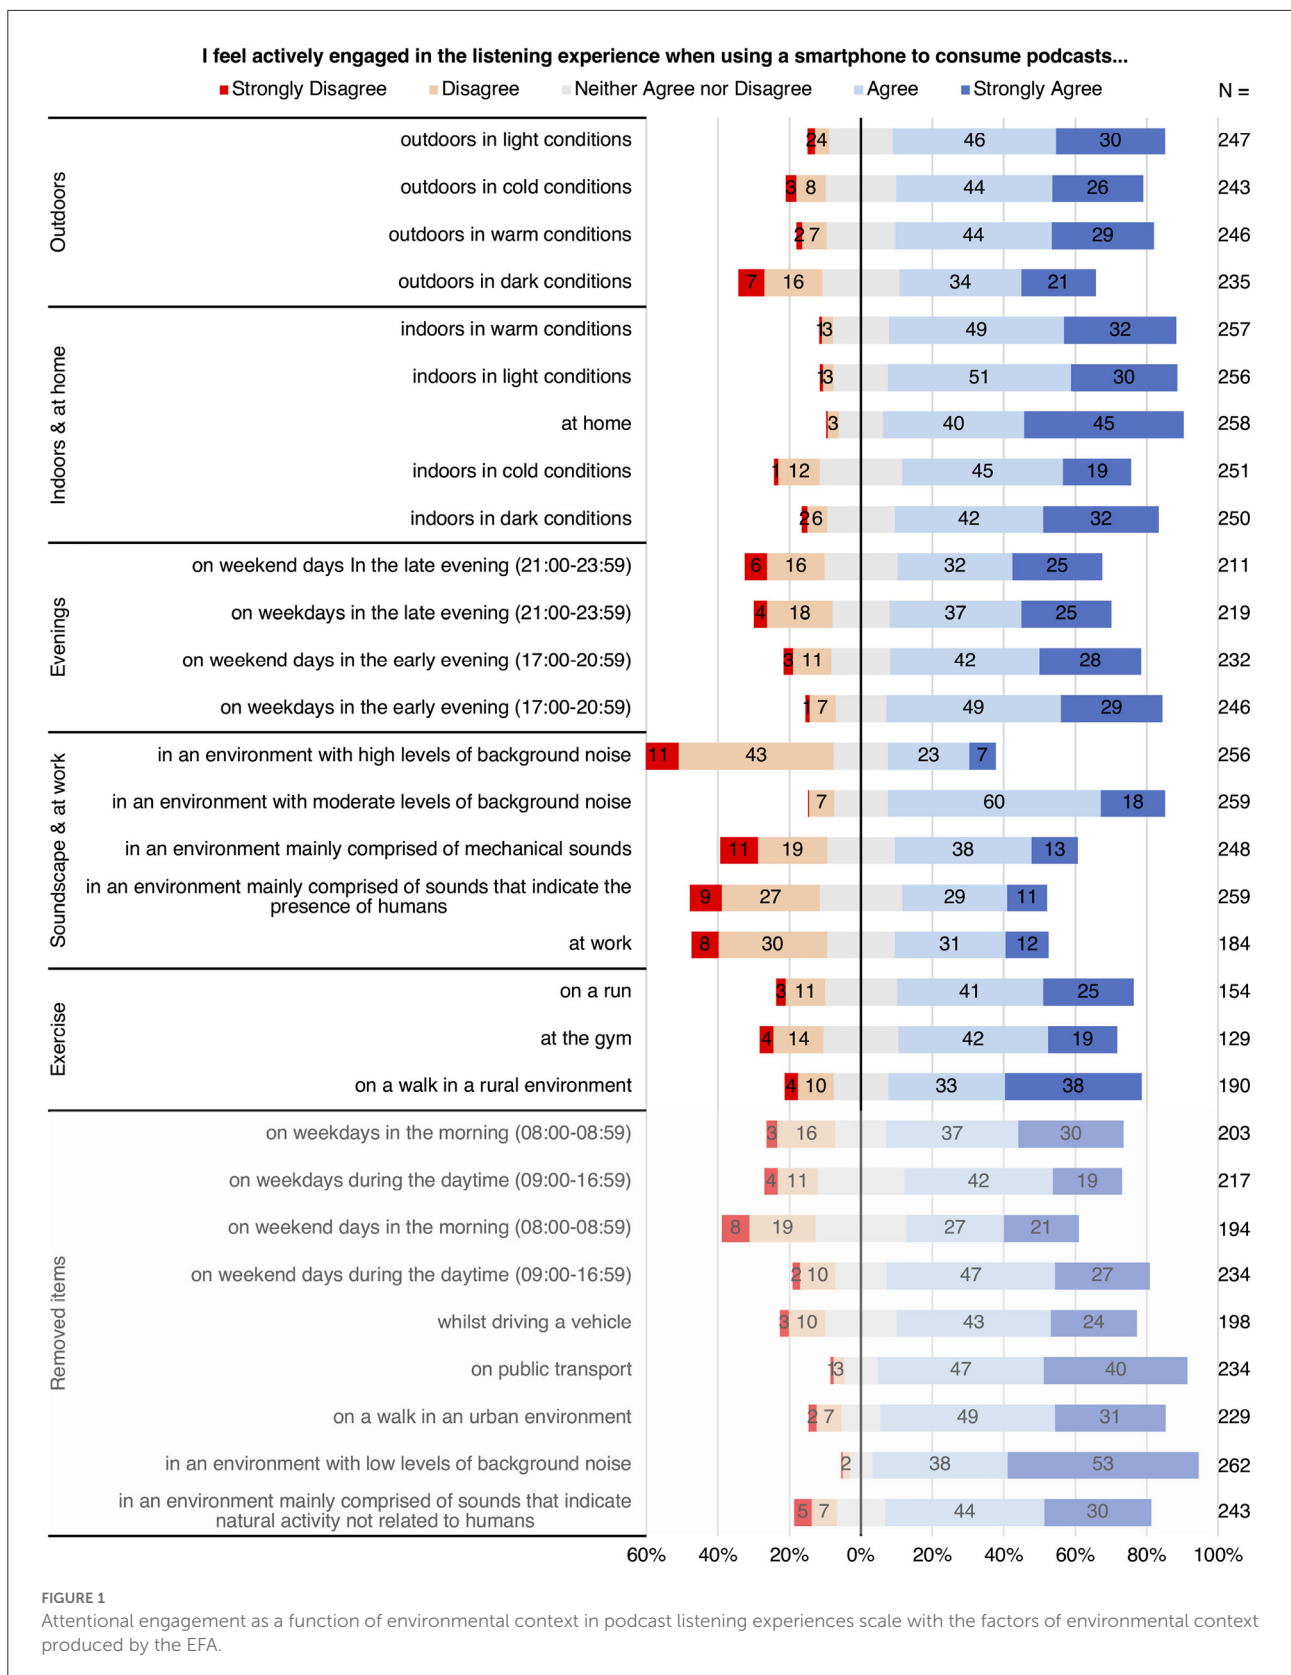 I feel actively engaged in the listening experience when using a smartphone to consume podcasts...
Strongly Disagree Disagree Neither Agree nor Disagree Agree Strongly Agree N =
Outdoors
outdoors in light conditions 2 4 46 30 247
outdoors in cold conditions 3 8 44 26 243
outdoors in warm conditions 2 7 44 29 246
outdoors in dark conditions 7 16 34 21 235
Indoors & at home
indoors in warm conditions 1 3 49 32 257
indoors in light conditions 1 3 51 30 256
at home 3 40 45 258
indoors in cold conditions 1 12 45 19 251
indoors in dark conditions 2 6 42 32 250
Evenings
on weekend days In the late evening (21:00-23:59) 6 16 32 25 211
on weekdays in the late evening (21:00-23:59) 4 18 37 25 219
on weekend days in the early evening (17:00-20:59) 3 11 42 28 232
on weekdays in the early evening (17:00-20:59) 1 7 49 29 246
Soundscape & at work
in an environment with high levels of background noise 11 43 23 7 256
in an environment with moderate levels of background noise 7 60 18 259
in an environment mainly comprised of mechanical sounds 11 19 38 13 248
in an environment mainly comprised of sounds that indicate the
presence of humans 9 27 29 11 259
at work 8 30 31 12 184
Exercise
on a run 3 11 41 25 154
at the gym 4 14 42 19 129
on a walk in a rural environment 4 10 33 38 190
Removed items
on weekdays in the morning (08:00-08:59) 3 16 37 30 203
on weekdays during the daytime (09:00-16:59) 4 11 42 19 217
on weekend days in the morning (08:00-08:59) 8 19 27 21 194
on weekend days during the daytime (09:00-16:59) 2 10 47 27 234
whilst driving a vehicle 3 10 43 24 198
on public transport 1 3 47 40 234
on a walk in an urban environment 2 7 49 31 229
in an environment with low levels of background noise 2 38 53 262
in an environment mainly comprised of sounds that indicate
natural activity not related to humans 5 7 44 30 243
60% 40% 20% 0% 20% 40% 60% 80% 100%
FIGURE 1
Attentional engagement as a function of environmental context in podcast listening experiences scale with the factors of environmental context
produced by the EFA.